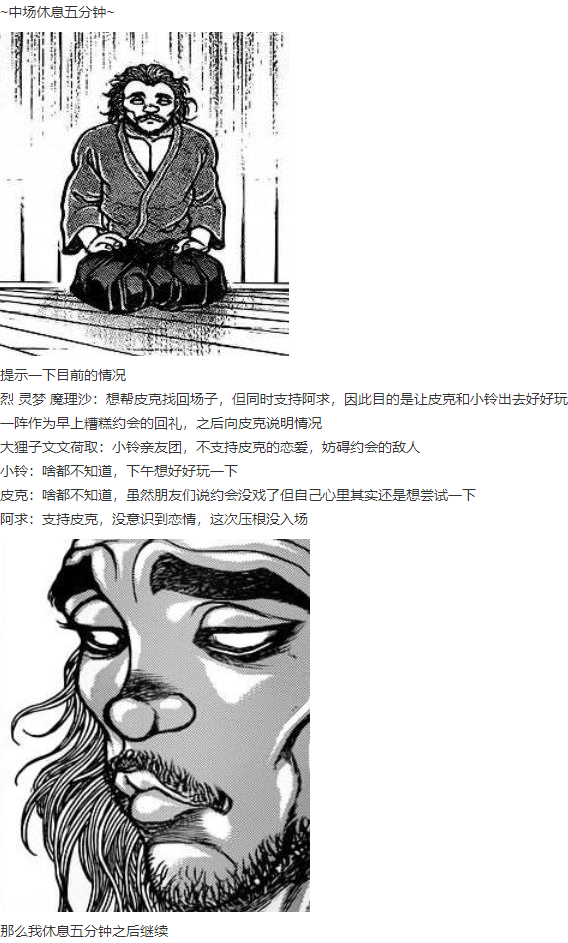 ~中场休息五分钟~
提示一下目前的情况
烈 灵梦 魔理沙：想帮皮克找回场子，但同时支持阿求，因此目的是让皮克和小铃出去好好玩
一阵作为早上糟糕约会的回礼，之后向皮克说明情况
大狸子文文荷取：小铃亲友团，不支持皮克的恋爱，妨碍约会的敌人
小铃：啥都不知道，下午想好好玩一下
皮克：啥都不知道，虽然朋友们说约会没戏了但自己心里其实还是想尝试一下
阿求：支持皮克，没意识到恋情，这次压根没入场
那么我休息五分钟之后继续